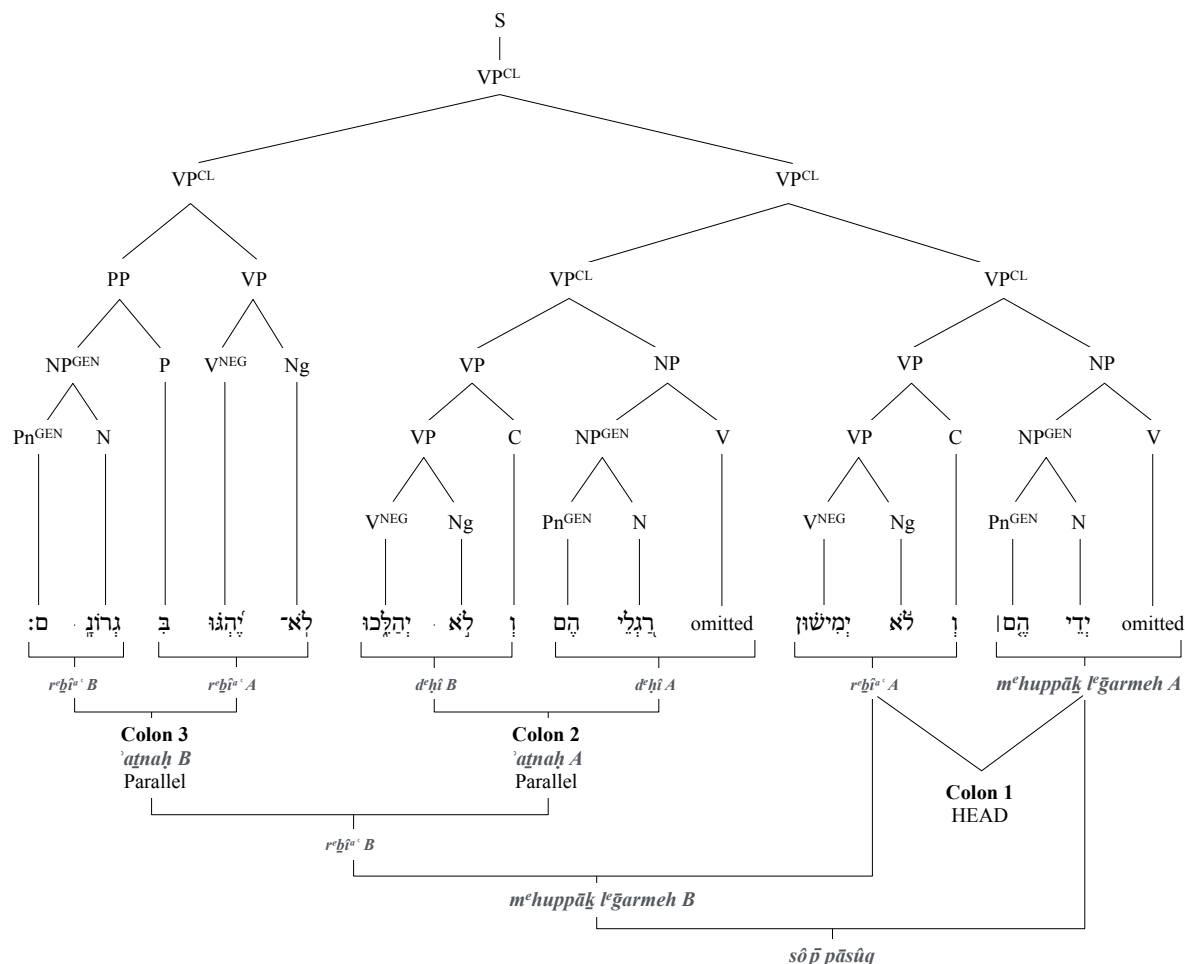 S
VPᶜᴸ
VPᶜᴸ VPᶜᴸ
PP VP VPᶜᴸ VPᶜᴸ
NPᴳᴱᴺ P Vᴺᴱᴳ Ng VP NP VP NP
Pnᴳᴱᴺ N VP C NPᴳᴱᴺ V VP C NPᴳᴱᴺ V
Vᴺᴱᴳ Ng Pnᴳᴱᴺ N Vᴺᴱᴳ Ng Pnᴳᴱᴺ N
omitted יְדֵי הֶ֤ם׀ וְ לֹ֬א יְמִישׁ֗וּן omitted רַ֭גְלֵי הֶם וְ לֹ֣א יְהַלֵּ֑כוּ לֹֽא־ יֶ֝הְגּ֗וּ בִּ גְרוֹנָֽ ם׃
rᵉḇîᵃʿ B rᵉḇîᵃʿ A dᵉḥî B dᵉḥî A rᵉḇîᵃʿ A mᵉhuppāḵ lᵉḡarmeh A
Colon 3 Colon 2
ʾaṯnaḥ B ʾaṯnaḥ A
Parallel Parallel
Colon 1
HEAD
rᵉḇîᵃʿ B
mᵉhuppāḵ lᵉḡarmeh B
sôp̄ pāsûq